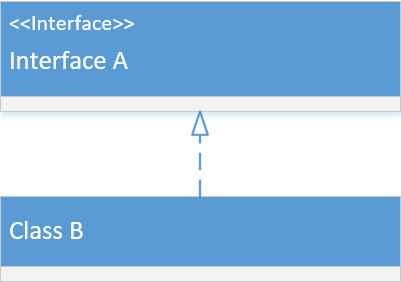 <<Interface>>
Interface A
Class B